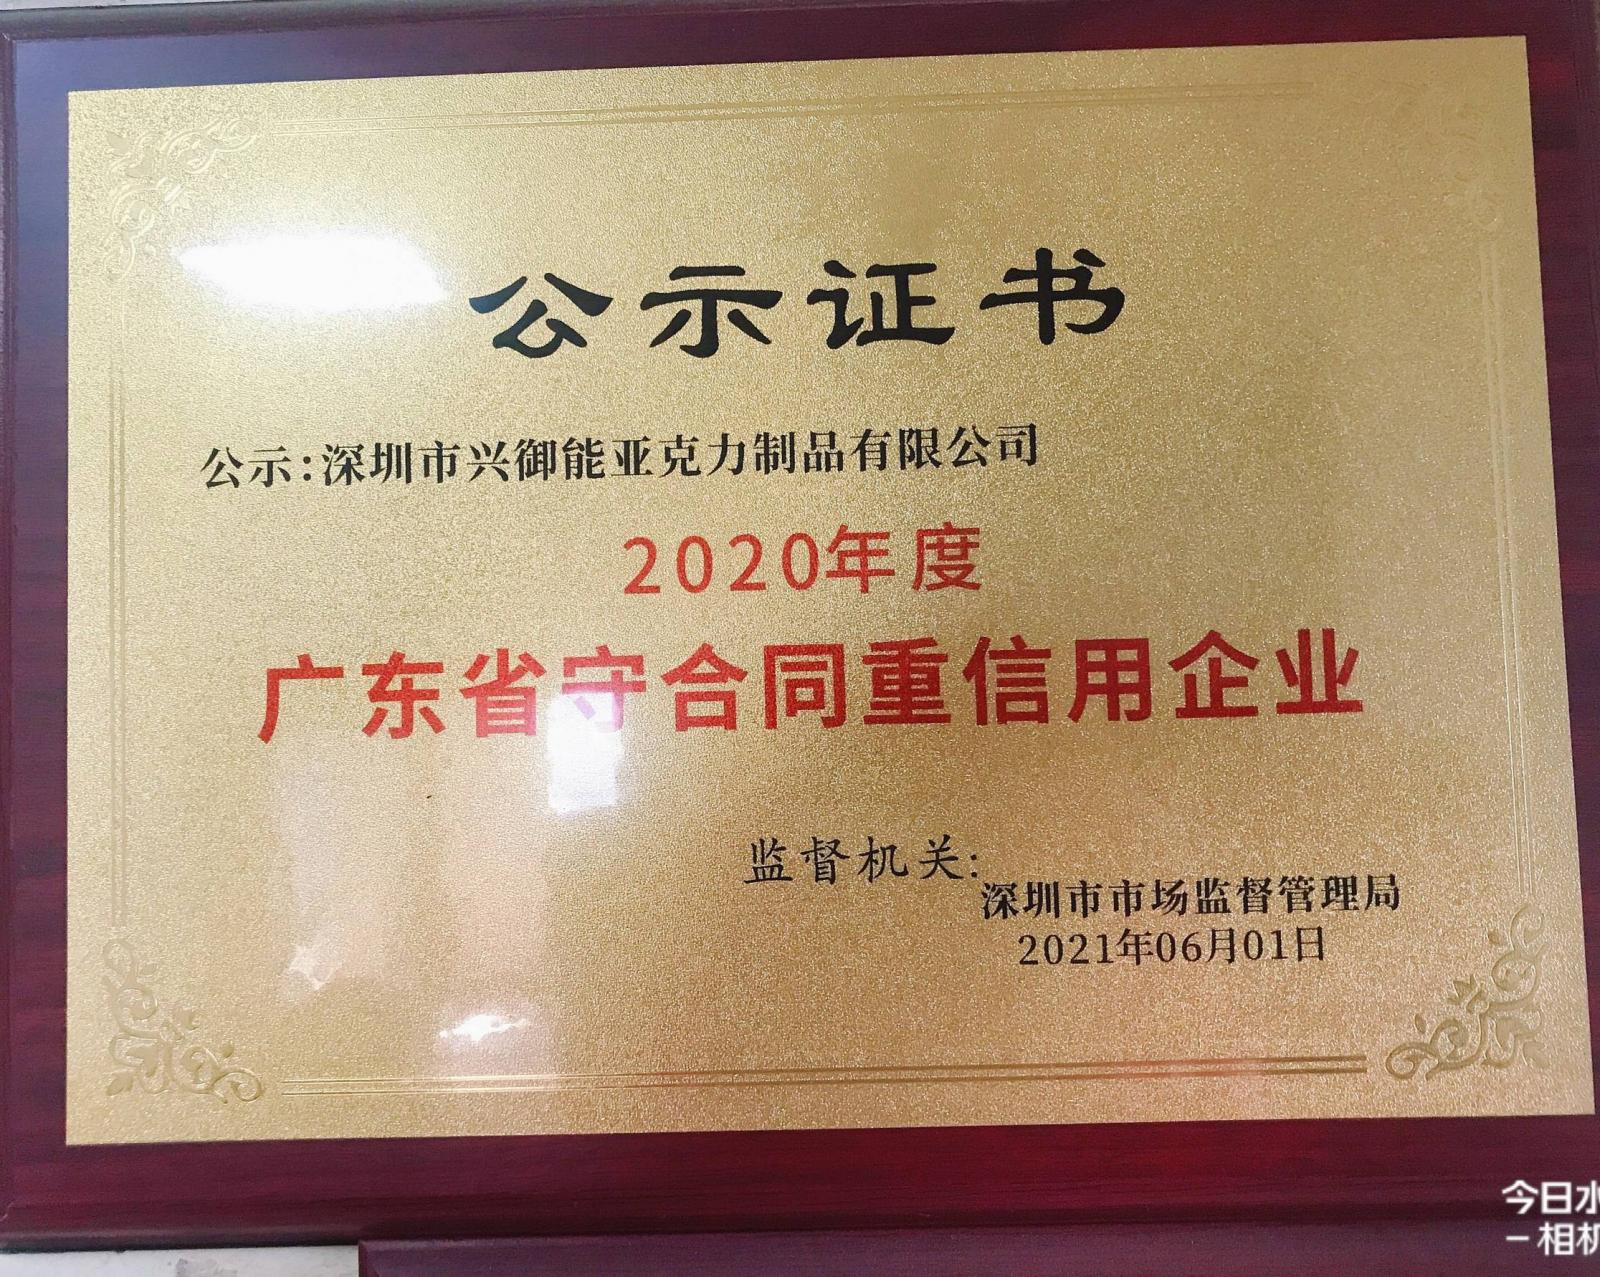 公示证书
公示:深圳市兴御能亚克力制品有限公司
2020年度
广东省守合同重信用企业
监督机关:
深圳市市场监督管理局
2021年06月01日
今日水
相机